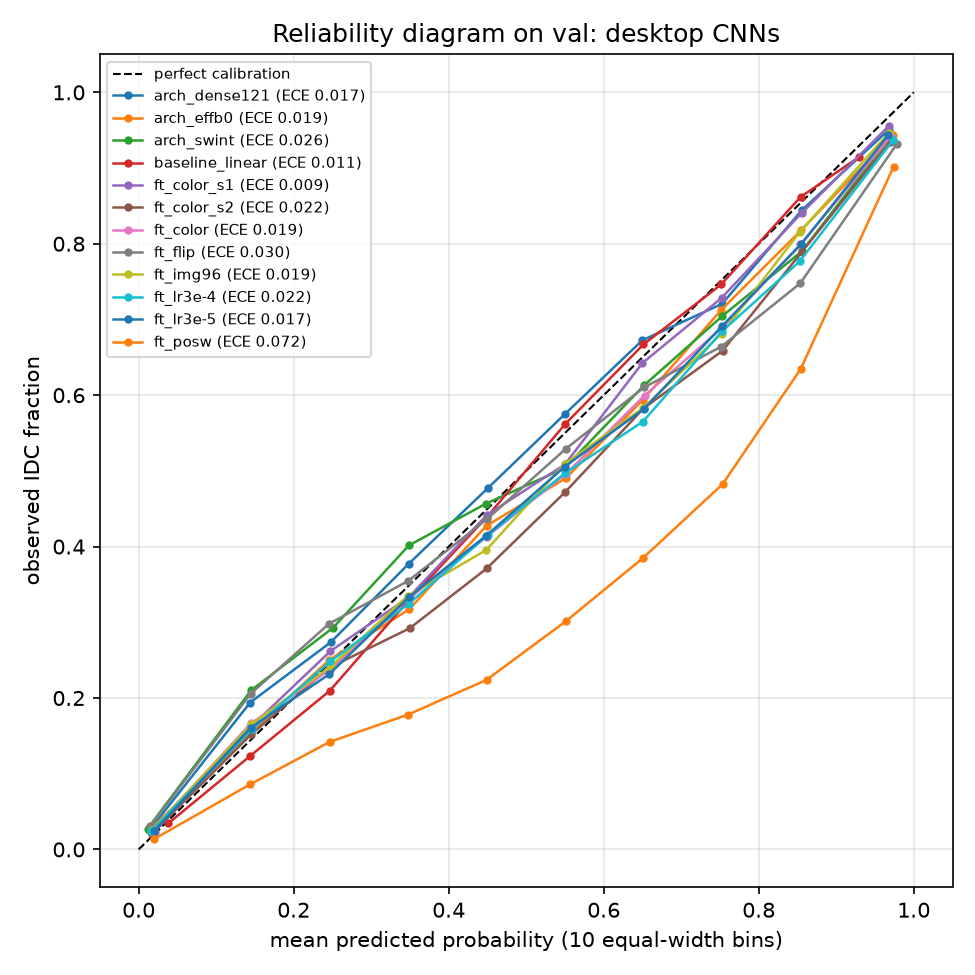 Reliability diagram on val: desktop CNNs
perfect calibration
arch_dense121 (ECE 0.017)
arch_effb0 (ECE 0.019)
arch_swint (ECE 0.026)
baseline_linear (ECE 0.011)
ft_color_s1 (ECE 0.009)
ft_color_s2 (ECE 0.022)
ft_color (ECE 0.019)
ft_flip (ECE 0.030)
ft_img96 (ECE 0.019)
ft_lr3e-4 (ECE 0.022)
ft_lr3e-5 (ECE 0.017)
ft_posw (ECE 0.072)
observed IDC fraction
1.0
0.8
0.6
0.4
0.2
0.0
0.0 0.2 0.4 0.6 0.8 1.0
mean predicted probability (10 equal-width bins)